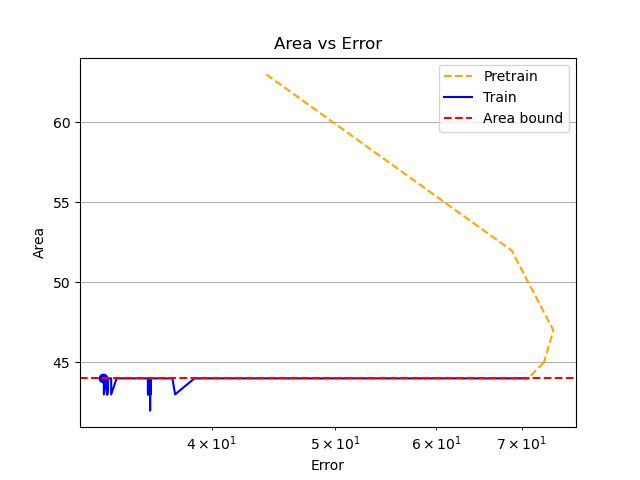 Area vs Error
Pretrain
Train
Area bound
60
55
50
45
Area
4 × 10¹
5 × 10¹
6 × 10¹
7 × 10¹
Error